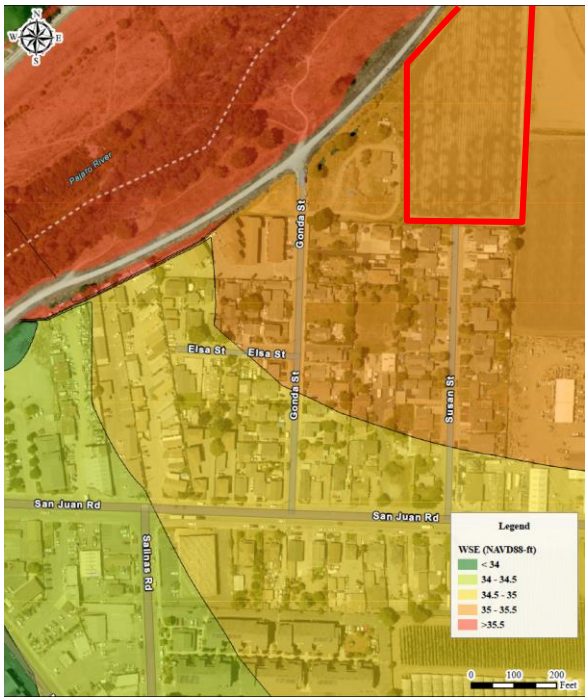 N
W E
S
Pajaro River
Gonda St
Elsa St
Elsa St
Gonda St
Susan St
San Juan Rd
San Juan Rd
Salinas Rd
Legend
WSE (NAVD88-ft)
< 34
34 - 34.5
34.5 - 35
35 - 35.5
>35.5
0 100 200
Feet